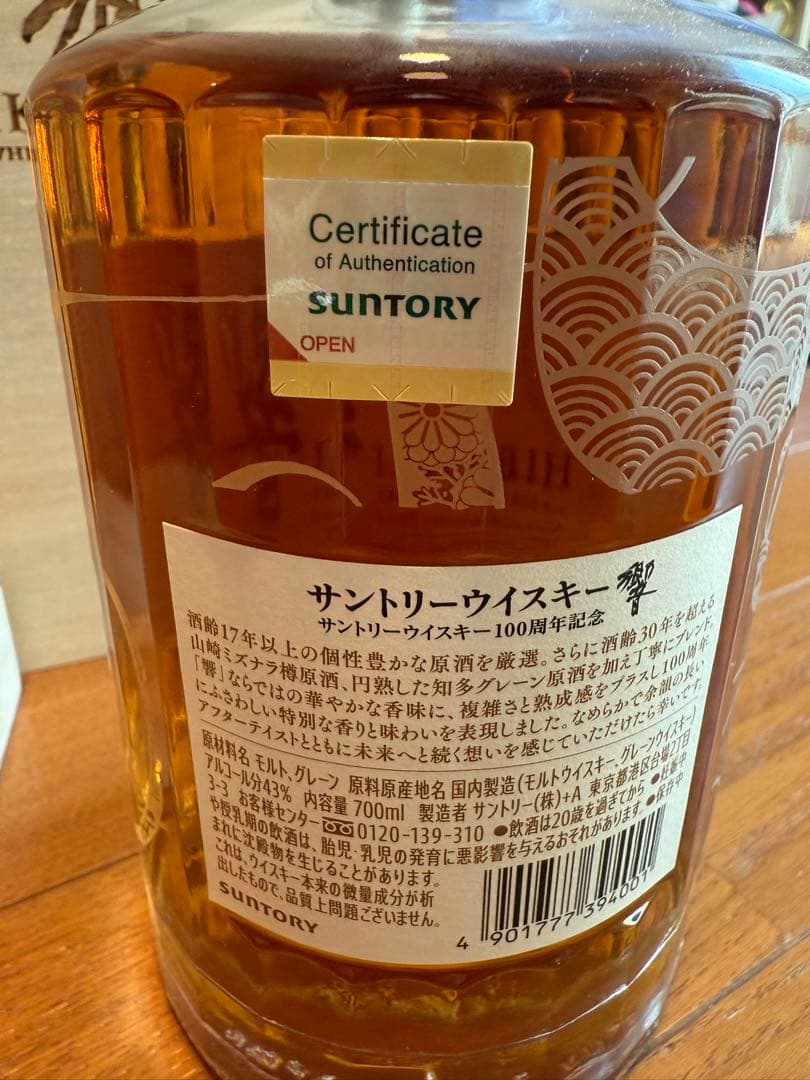 Certificate
of Authentication
SUNTORY
OPEN
サントリーウイスキー 響
サントリーウイスキー100周年記念
酒齢17年以上の個性豊かな原酒を厳選。さらに酒齢30年を超える
山崎ミズナラ樽原酒、円熟した知多グレーン原酒を加え丁寧にブレンド。
「響」ならではの華やかな香味に、複雑さと熟成感をプラスし100周年
にふさわしい特別な香りと味わいを表現しました。なめらかで余韻の長い
アフターテイストとともに未来へと続く想いを感じていただけたら幸いです。
原材料名 モルト、グレーン 原料原産地名 国内製造(モルトウイスキー、グレーンウイスキー)
アルコール分43% 内容量 700ml 製造者 サントリー(株)+A 東京都港区台場2丁目
3-3 お客様センター 0120-139-310 ●飲酒は20歳を過ぎてから ●妊娠中
や授乳期の飲酒は、胎児・乳児の発育に悪影響を与えるおそれがあります。 ●保存中
まれに沈殿物を生じることがあります。
これは、ウイスキー本来の微量成分が析
出したもので、品質上問題ございません。
SUNTORY
4 901777 394001